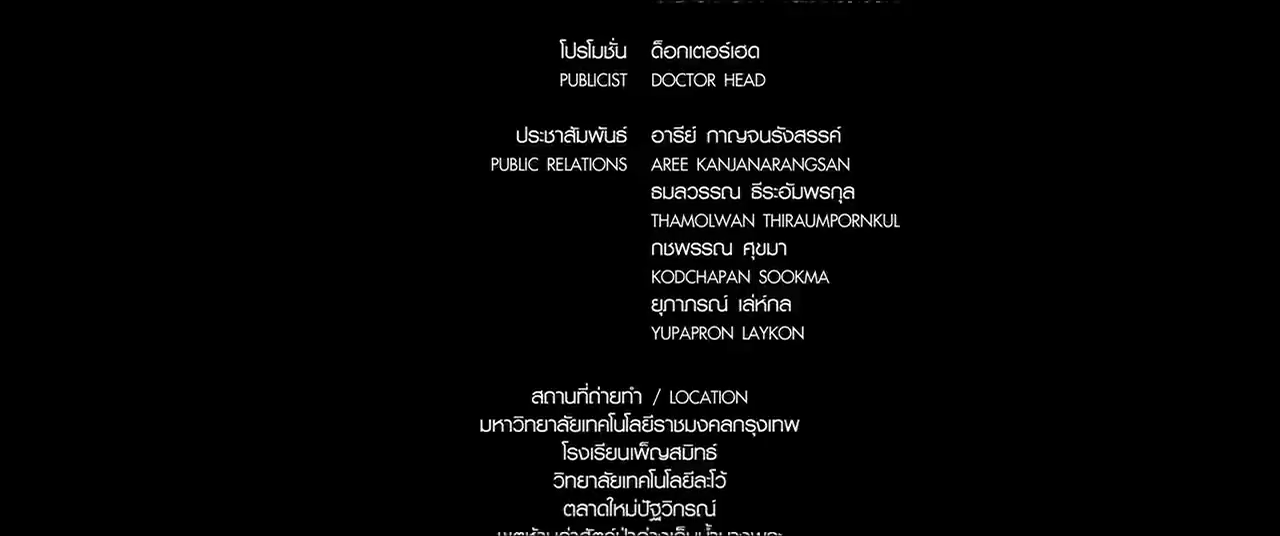 โปรโมชั่น ด็อกเตอร์เฮด
PUBLICIST DOCTOR HEAD
ประชาสัมพันธ์ อารีย์ กาญจนรังสรรค์
PUBLIC RELATIONS AREE KANJANARANGSAN
ธมลวรรณ ธีระอัมพรกุล
THAMOLWAN THIRAUMPORNKUL
กชพรรณ ศุขมา
KODCHAPAN SOOKMA
ยุภาภรณ์ เล่ห์กล
YUPAPRON LAYKON
สถานที่ถ่ายทำ / LOCATION
มหาวิทยาลัยเทคโนโลยีราชมงคลกรุงเทพ
โรงเรียนเพ็ญสมิทธ์
วิทยาลัยเทคโนโลยีละโว้
ตลาดใหม่ปัฐวิกรณ์